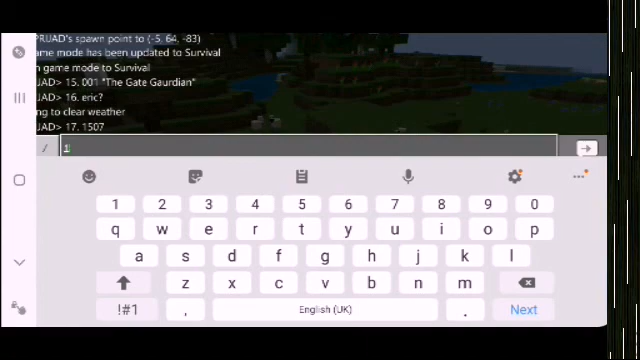 PRUAD's spawn point to (-5, 64, -83)
ame mode has been updated to Survival
n game mode to Survival
UAD> 15. 001 "The Gate Gaurdian"
UAD> 16. eric?
ng to clear weather
UAD> 17. 1507
/ 1
1 2 3 4 5 6 7 8 9 0
q w e r t y u i o p
a s d f g h j k l
z x c v b n m
!#1 , English (UK) . Next